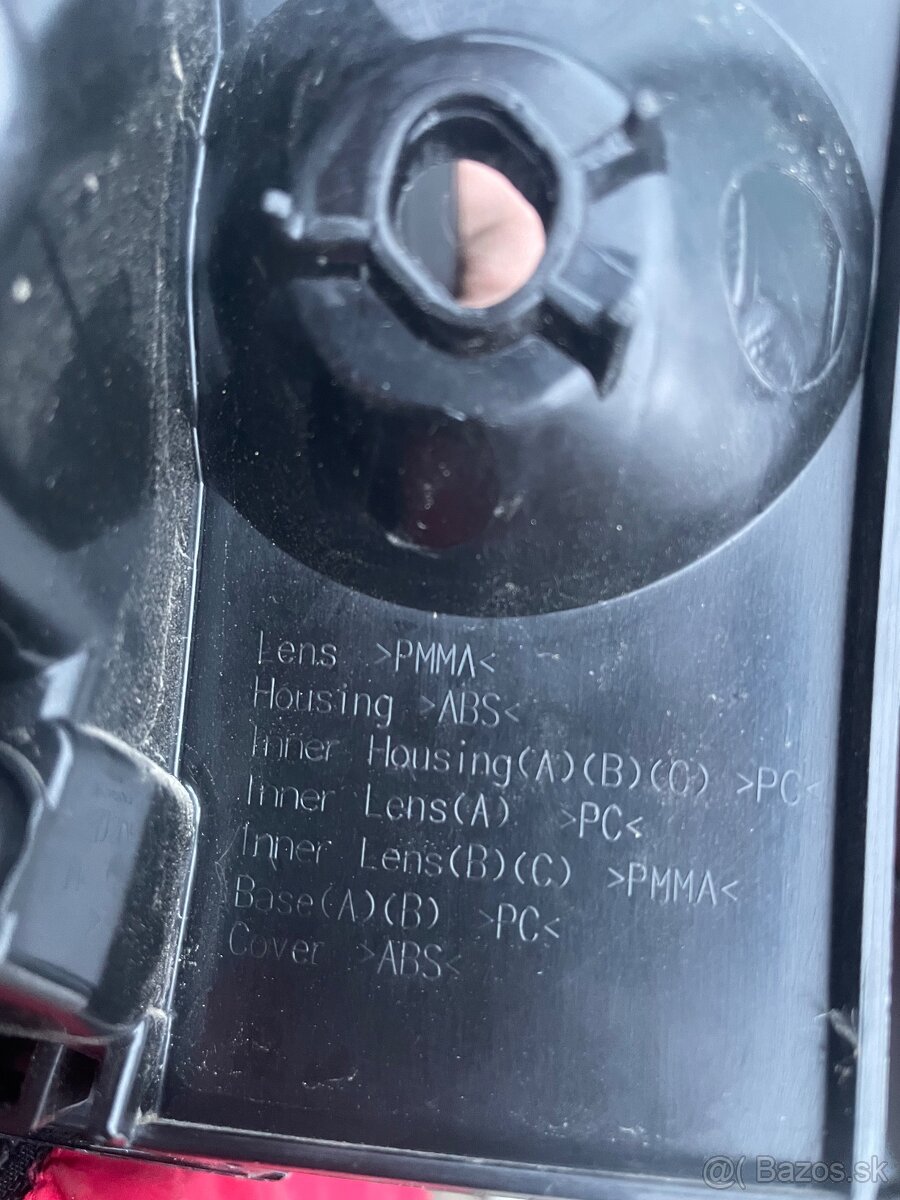 Lens >PMMA<
Housing >ABS<
Inner Housing(A)(B)(C) >PC<
Inner Lens(A) >PC<
Inner Lens(B)(C) >PMMA<
Base(A)(B) >PC<
Cover >ABS<
@( Bazos.sk